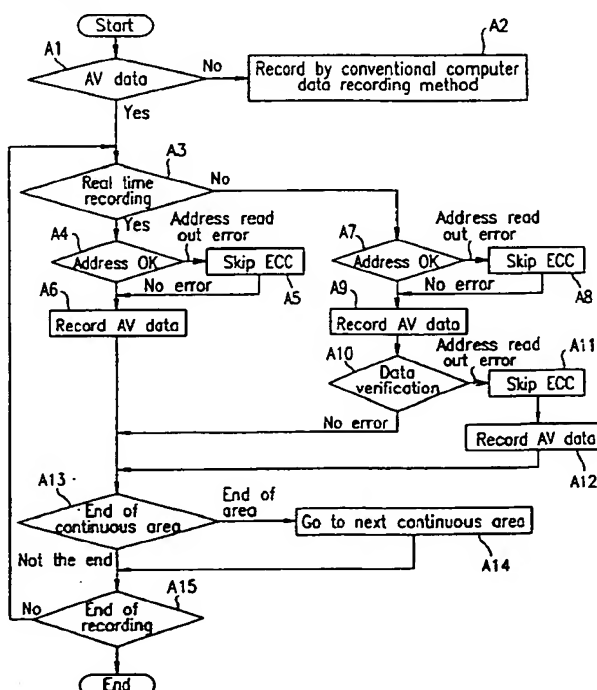 Start
A1
A2
AV data
No
Record by conventional computer
data recording method
Yes
A3
Real time
recording
No
Yes
A4
Address read
out error
A7
Address read
out error
Address OK
Skip ECC
Address OK
Skip ECC
No error
A5
No error
A8
A6
A9
Record AV data
Record AV data
A10
Address read
out error
A11
Data
verification
Skip ECC
No error
Record AV data
A12
A13
End of
continuous area
End of
area
Go to next continuous area
Not the end
A14
A15
No
End of
recording
End